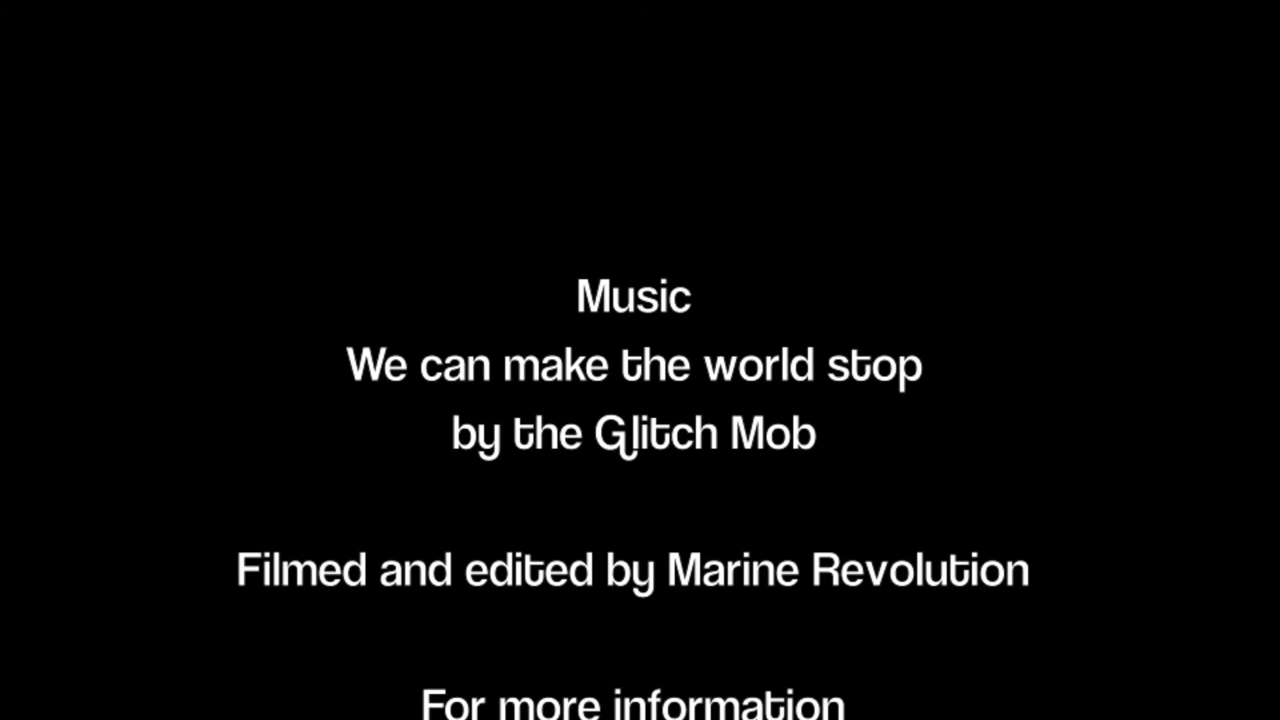 Music
We can make the world stop
by the Glitch Mob
Filmed and edited by Marine Revolution
For more information